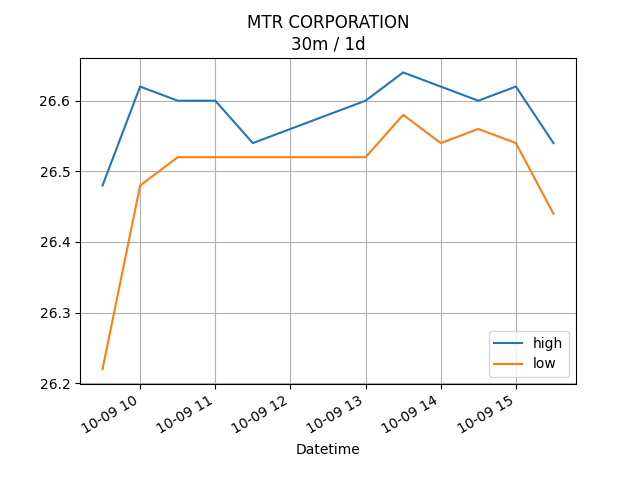 MTR CORPORATION
30m / 1d
26.6
26.5
26.4
26.3
26.2
high
low
10-09 10
10-09 11
10-09 12
10-09 13
10-09 14
10-09 15
Datetime